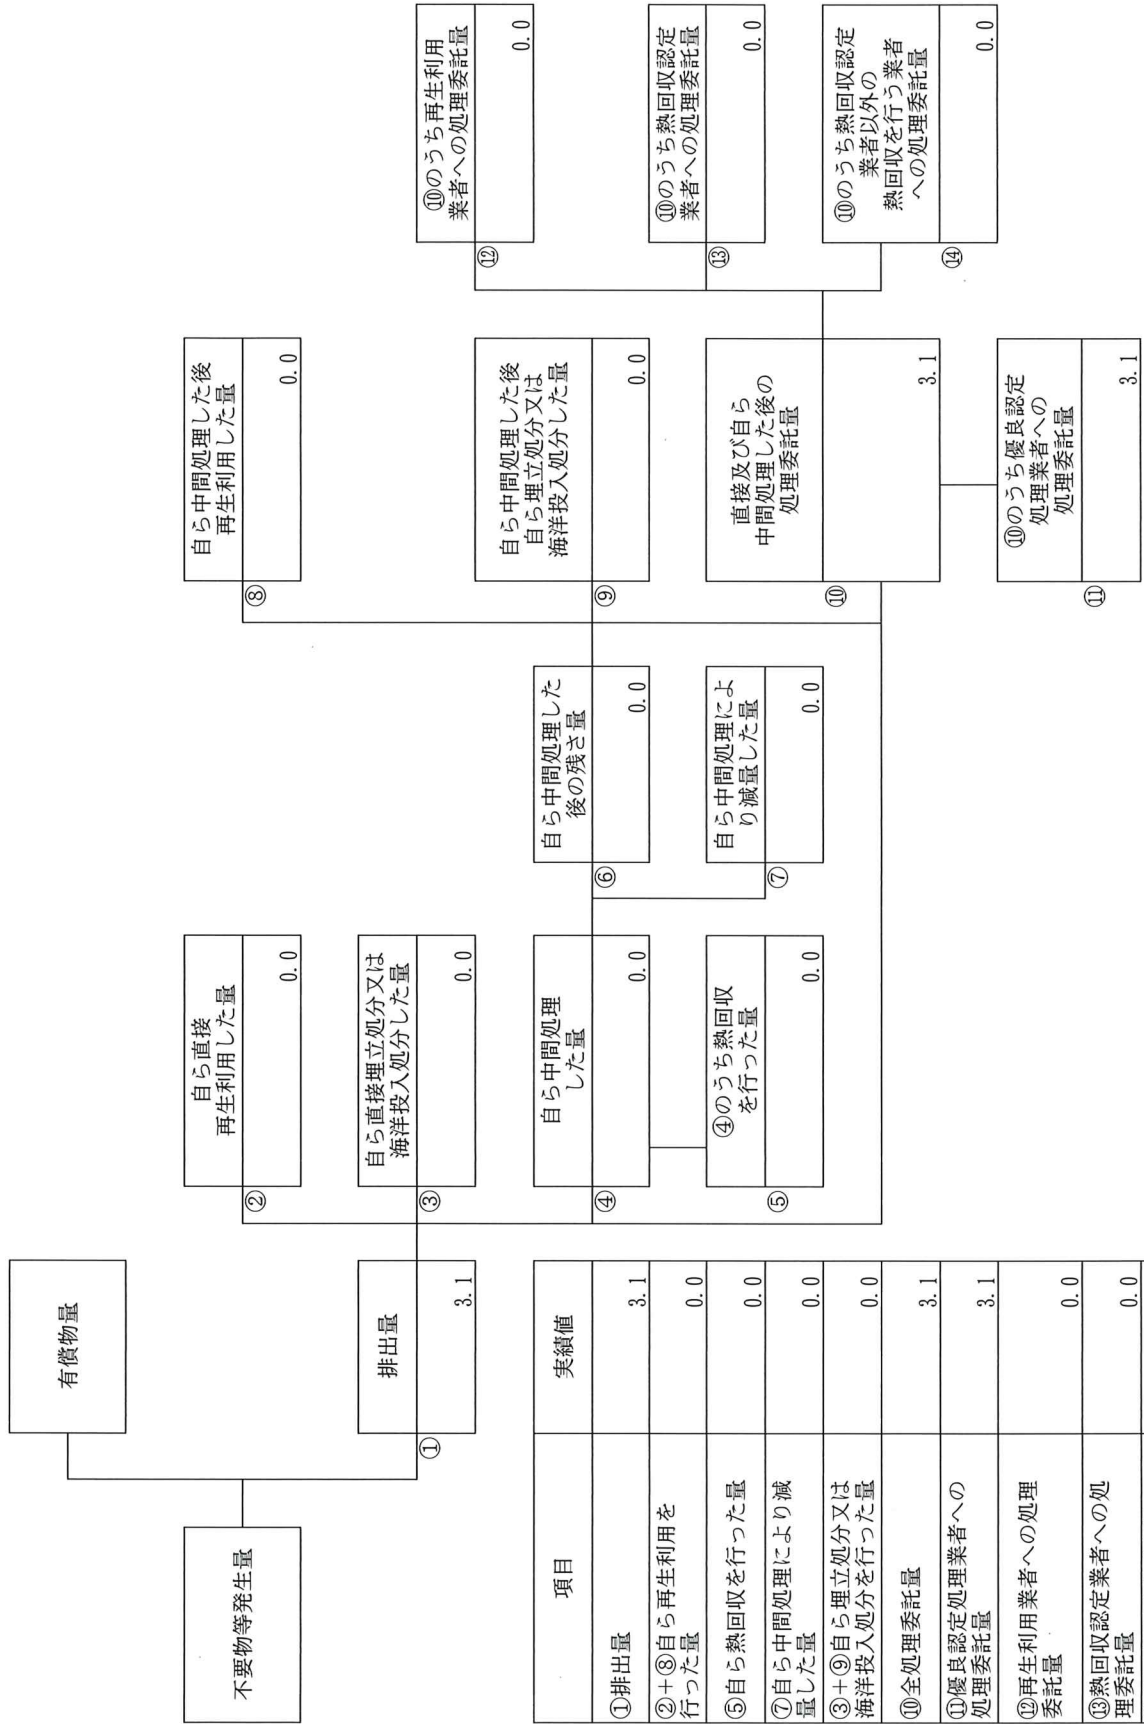 不要物等発生量
有償物量
排出量
①
3.1
自ら直接
再生利用した量
②
0.0
自ら直接埋立処分又は
海洋投入処分した量
③
0.0
自ら中間処理
した量
④
0.0
④のうち熱回収
を行った量
⑤
0.0
自ら中間処理した
後の残さ量
⑥
0.0
自ら中間処理によ
り減量した量
⑦
0.0
自ら中間処理した後
再生利用した量
⑧
0.0
自ら中間処理した後
自ら埋立処分又は
海洋投入処分した量
⑨
0.0
直接及び自ら
中間処理した後の
処理委託量
⑩
3.1
⑩のうち優良認定
処理業者への
処理委託量
⑪
3.1
⑩のうち再生利用
業者への処理委託量
⑫
0.0
⑩のうち熱回収認定
業者への処理委託量
⑬
0.0
⑩のうち熱回収認定
業者以外の
熱回収を行う業者
への処理委託量
⑭
0.0
項目 実績値
①排出量 3.1
②+⑧自ら再生利用を
行った量 0.0
⑤自ら熱回収を行った量 0.0
⑦自ら中間処理により減
量した量 0.0
③+⑨自ら埋立処分又は
海洋投入処分を行った量 0.0
⑩全処理委託量 3.1
⑪優良認定処理業者への
処理委託量 3.1
⑫再生利用業者への処理
委託量 0.0
⑬熱回収認定業者への処
理委託量 0.0